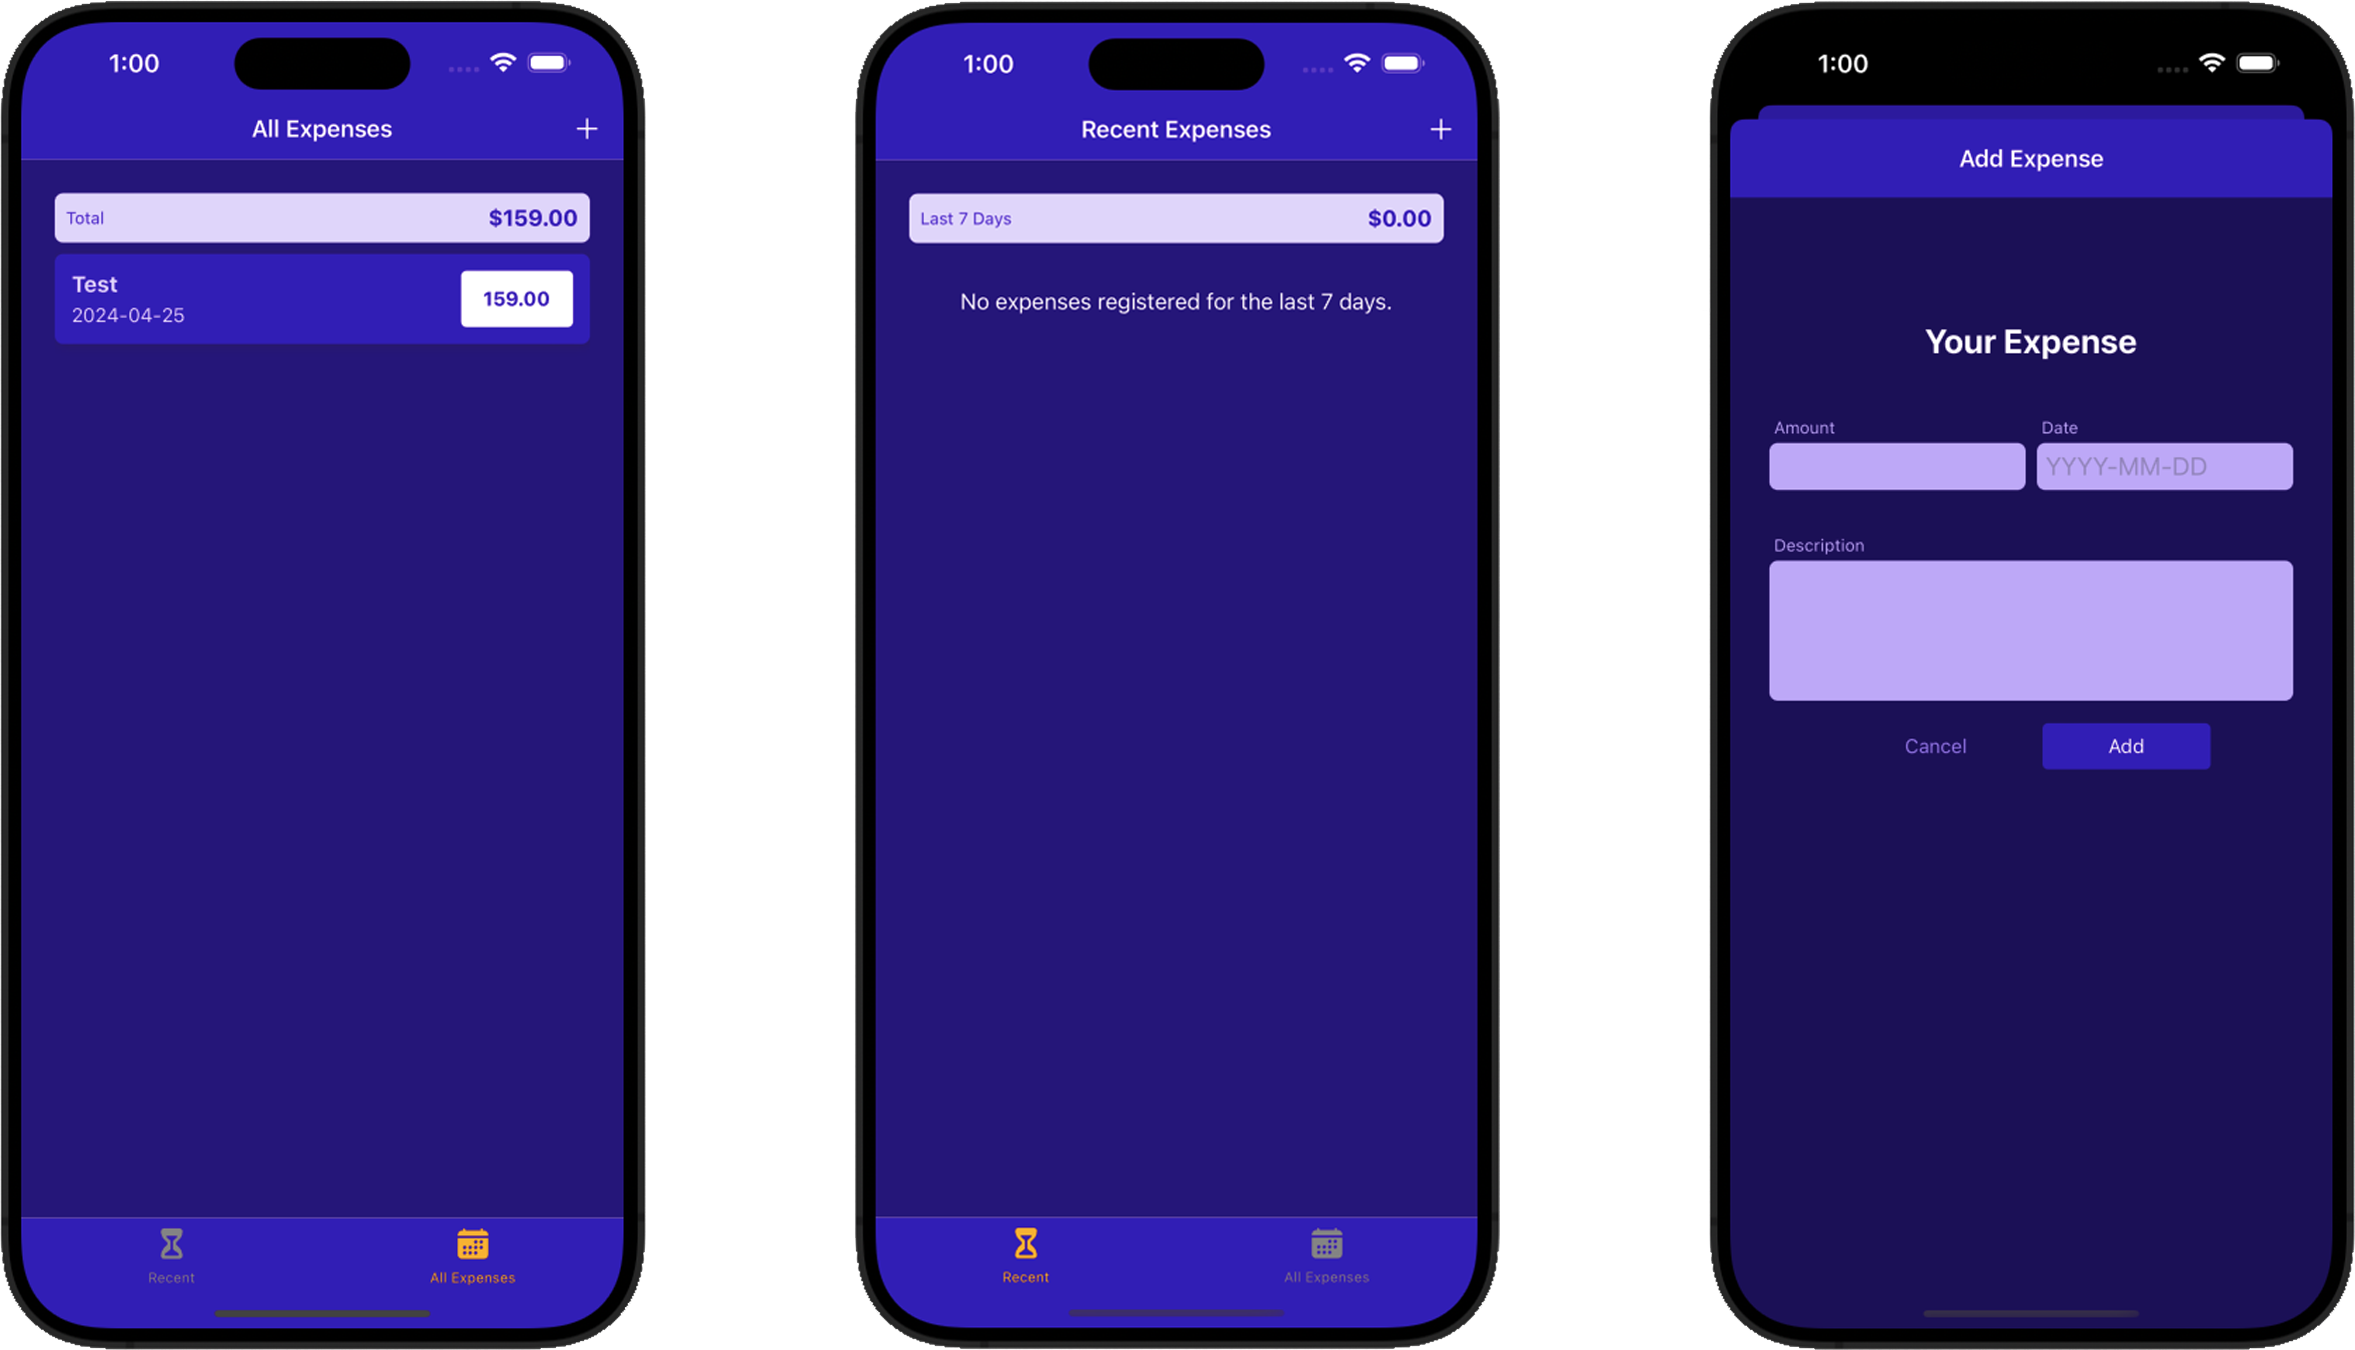 1:00
All Expenses
Total $159.00
Test
2024-04-25
159.00
Recent
All Expenses
1:00
Recent Expenses
Last 7 Days $0.00
No expenses registered for the last 7 days.
Recent
All Expenses
1:00
Add Expense
Your Expense
Amount Date
YYYY-MM-DD
Description
Cancel Add